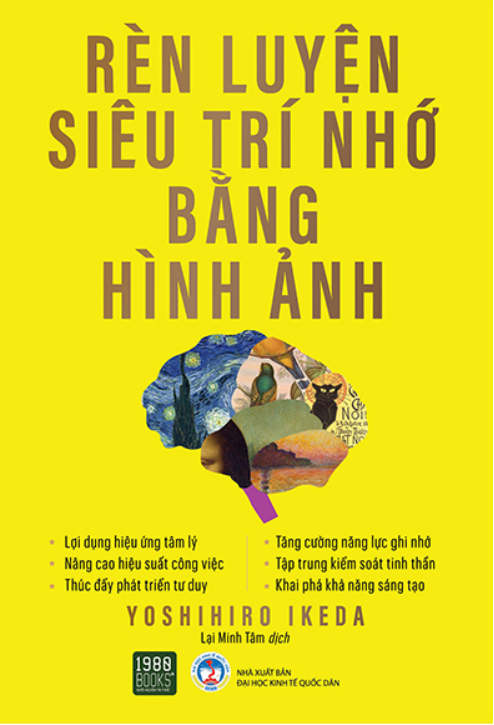 RÈN LUYỆN
SIÊU TRÍ NHỚ
BẰNG
HÌNH ẢNH
* Lợi dụng hiệu ứng tâm lý
* Nâng cao hiệu suất công việc
* Thúc đẩy phát triển tư duy
* Tăng cường năng lực ghi nhớ
* Tập trung kiểm soát tinh thần
* Khai phá khả năng sáng tạo
YOSHIHIRO IKEDA
Lại Minh Tâm dịch
1980
BOOKS
NHÀ XUẤT BẢN
ĐẠI HỌC KINH TẾ QUỐC DÂN